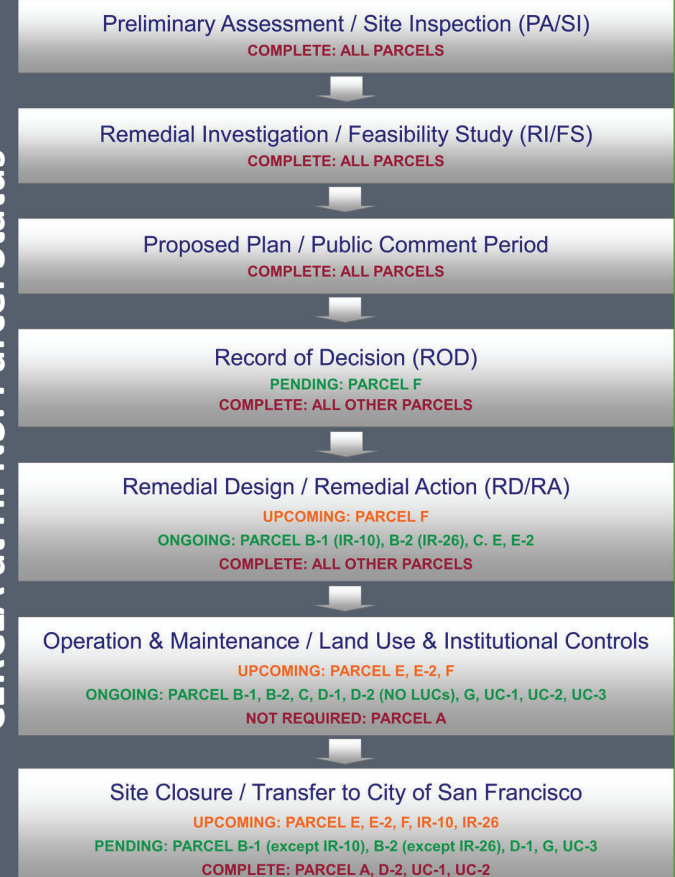 Preliminary Assessment / Site Inspection (PA/SI)
COMPLETE: ALL PARCELS
Remedial Investigation / Feasibility Study (RI/FS)
COMPLETE: ALL PARCELS
Proposed Plan / Public Comment Period
COMPLETE: ALL PARCELS
Record of Decision (ROD)
PENDING: PARCEL F
COMPLETE: ALL OTHER PARCELS
Remedial Design / Remedial Action (RD/RA)
UPCOMING: PARCEL F
ONGOING: PARCEL B-1 (IR-10), B-2 (IR-26), C. E, E-2
COMPLETE: ALL OTHER PARCELS
Operation & Maintenance / Land Use & Institutional Controls
UPCOMING: PARCEL E, E-2, F
ONGOING: PARCEL B-1, B-2, C, D-1, D-2 (NO LUCs), G, UC-1, UC-2, UC-3
NOT REQUIRED: PARCEL A
Site Closure / Transfer to City of San Francisco
UPCOMING: PARCEL E, E-2, F, IR-10, IR-26
PENDING: PARCEL B-1 (except IR-10), B-2 (except IR-26), D-1, G, UC-3
COMPLETE: PARCEL A, D-2, UC-1, UC-2